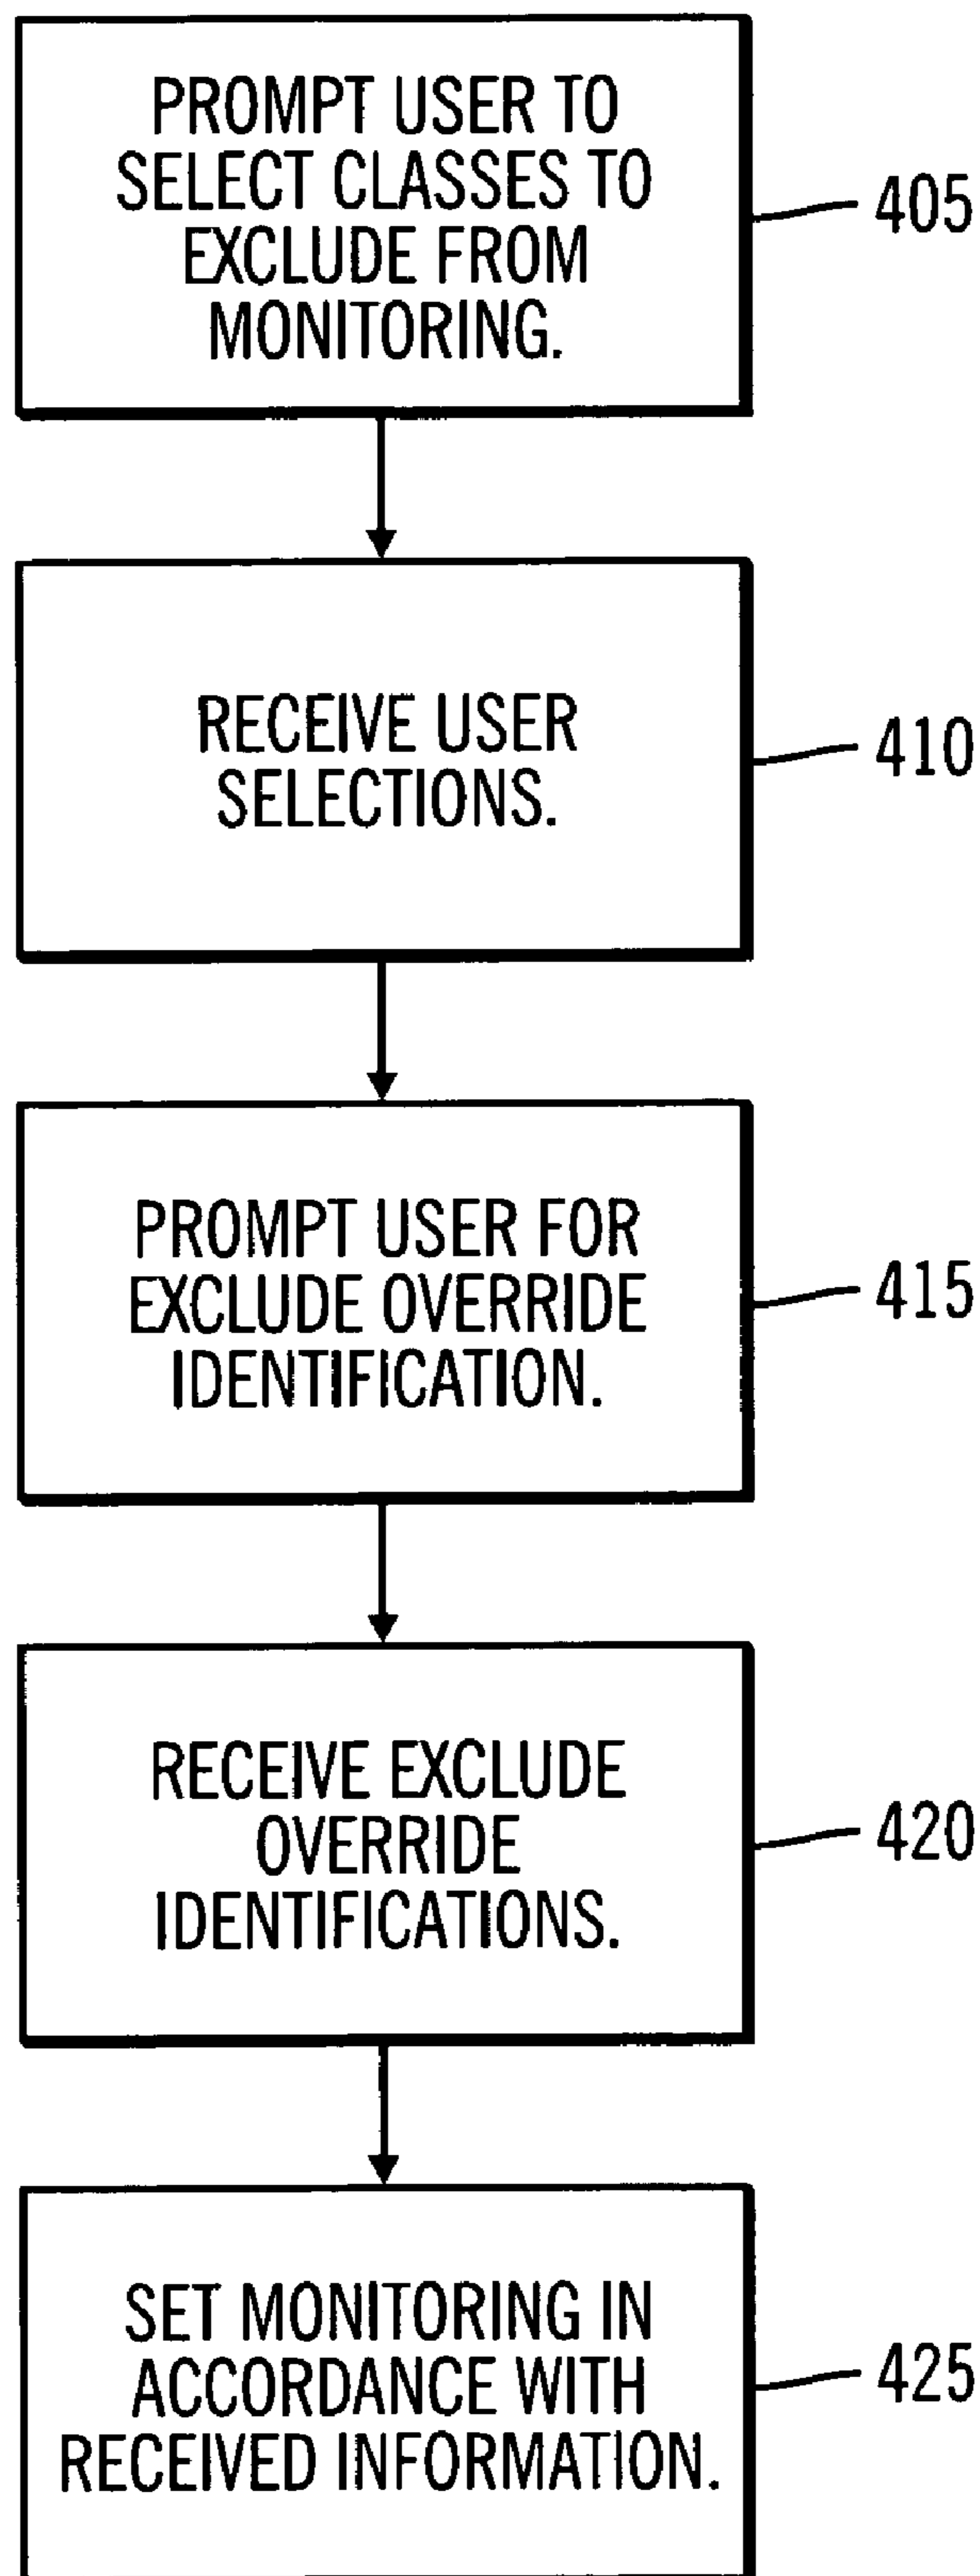 PROMPT USER TO
SELECT CLASSES TO
EXCLUDE FROM
MONITORING.
405
RECEIVE USER
SELECTIONS.
410
PROMPT USER FOR
EXCLUDE OVERRIDE
IDENTIFICATION.
415
RECEIVE EXCLUDE
OVERRIDE
IDENTIFICATIONS.
420
SET MONITORING IN
ACCORDANCE WITH
RECEIVED INFORMATION.
425